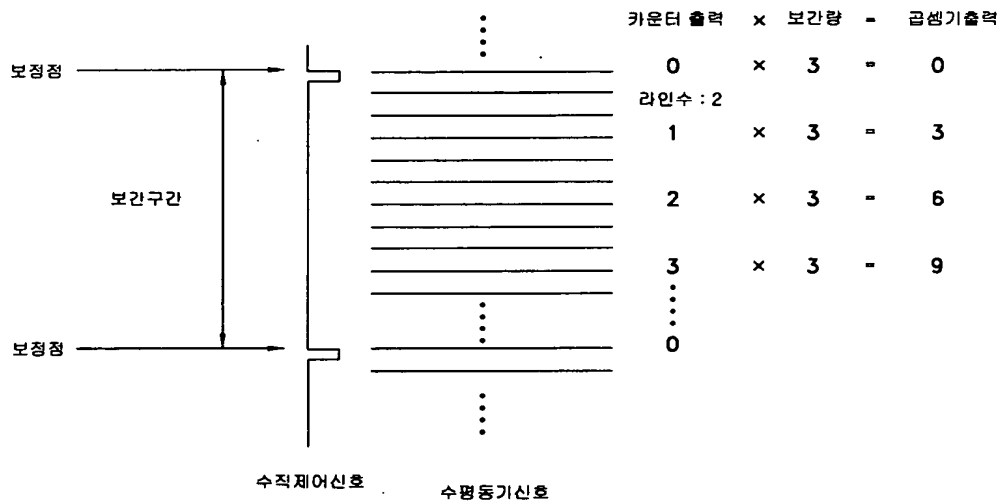 카운터 출력 × 보간량 = 곱셈기출력
보정점
0 × 3 = 0
라인수 : 2
1 × 3 = 3
보간구간
2 × 3 = 6
3 × 3 = 9
보정점
0
수직제어신호
수평동기신호